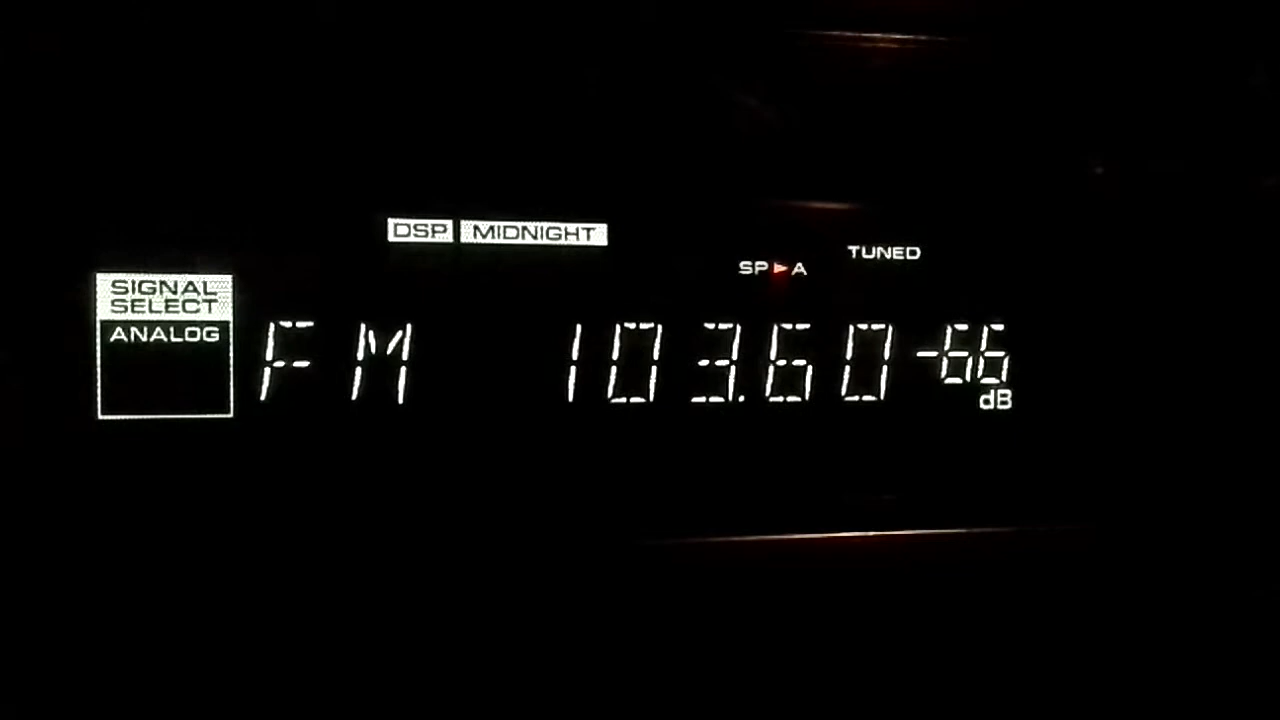 DSP MIDNIGHT
TUNED
SP►A
SIGNAL
SELECT
ANALOG
FM 103.60 -66
dB